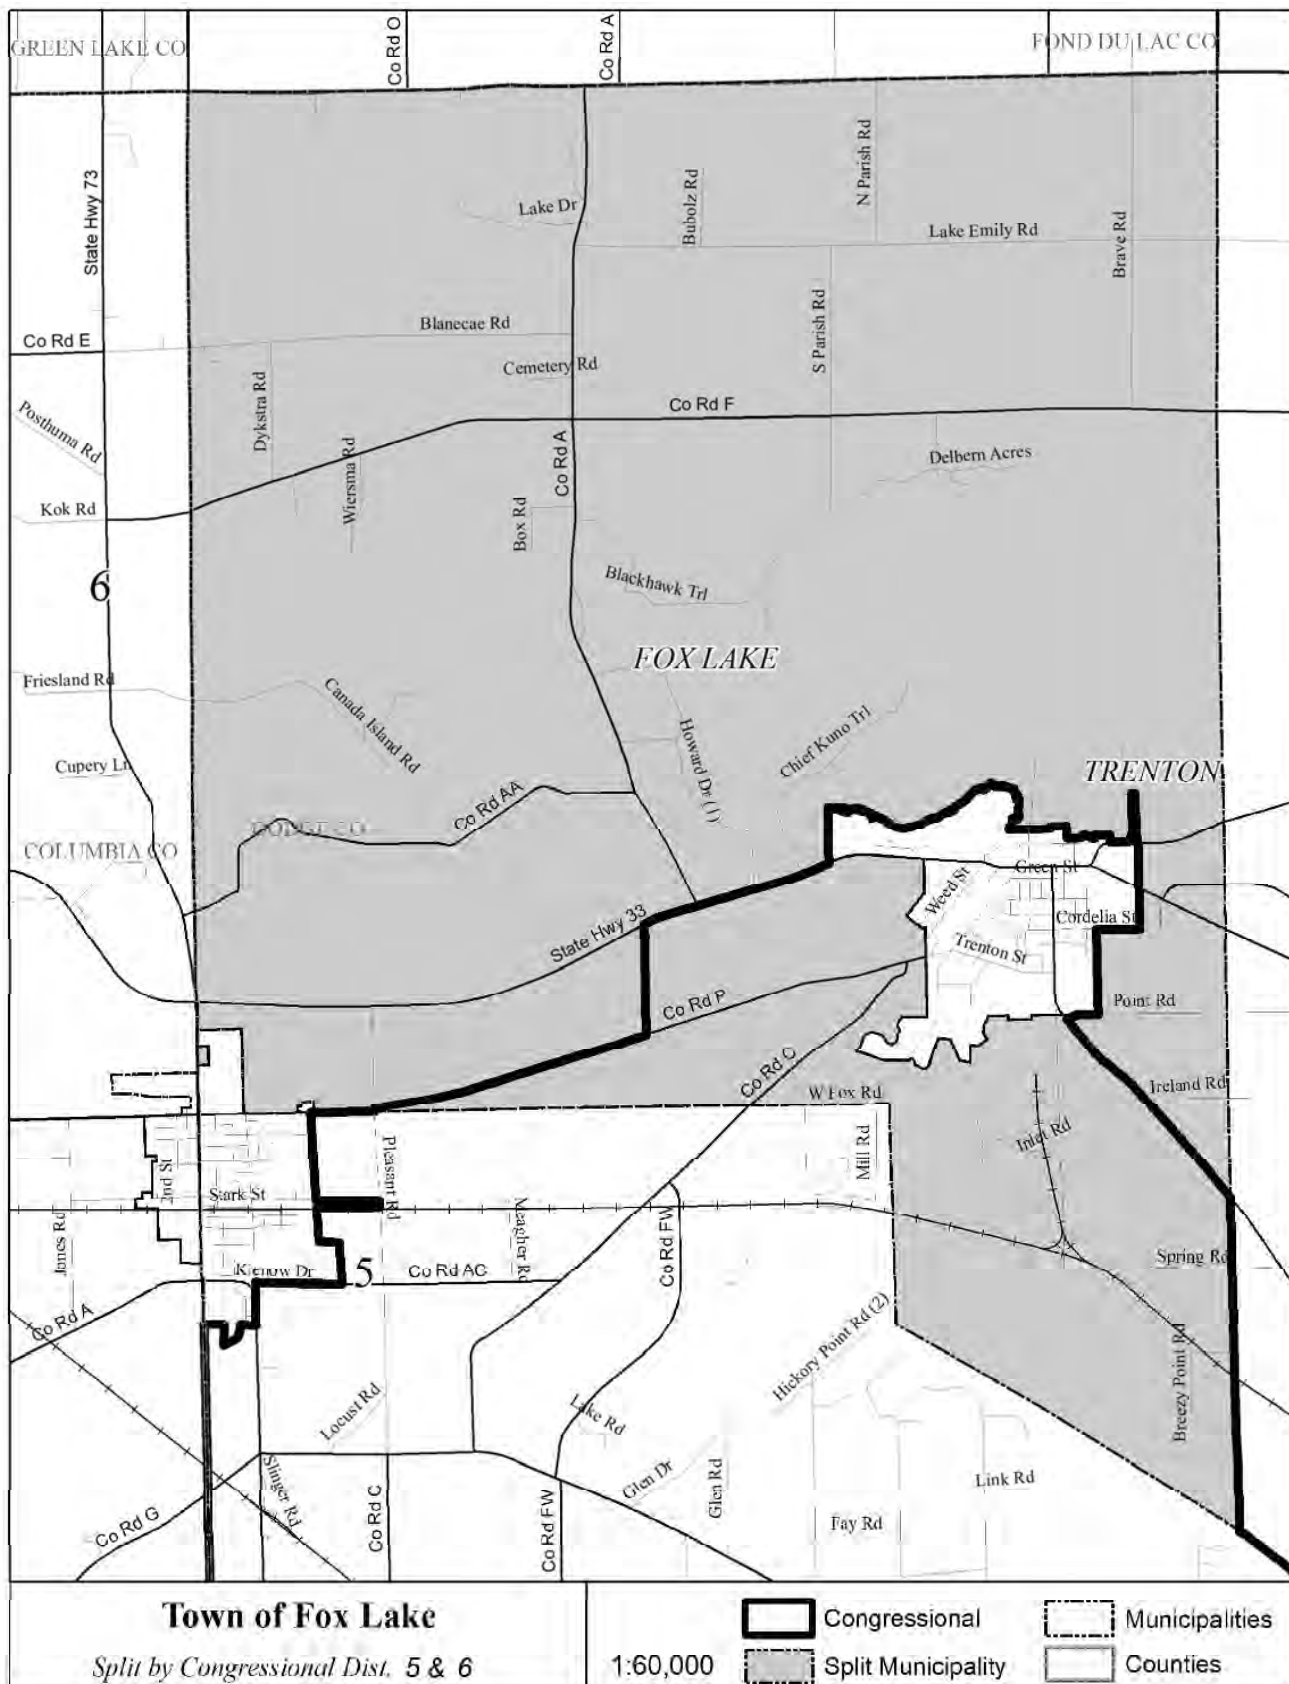 GREEN LAKE CO
Co Rd O
Co Rd A
FOND DU LAC CO
State Hwy 73
Lake Dr
Bubolz Rd
N Parish Rd
Lake Emily Rd
Brave Rd
Blanecae Rd
S Parish Rd
Co Rd E
Cemetery Rd
Dykstra Rd
Co Rd F
Posthuma Rd
Wiersma Rd
Co Rd A
Delbern Acres
Kok Rd
Box Rd
6
Blackhawk Trl
FOX LAKE
Friesland Rd
Canada Island Rd
Howard Dr (1)
Chief Kuno Trl
Cupery Ln
TRENTON
Co Rd AA
DODGE CO
COLUMBIA CO
Green St
Weed St
State Hwy 33
Cordelia St
Trenton St
Co Rd P
Point Rd
Co Rd C
W Fox Rd
Ireland Rd
Inlet Rd
Mill Rd
Pleasant Rd
2nd St
Stark St
Meagher Rd
Co Rd FW
Jones Rd
Spring Rd
Kienow Dr
5
Co Rd AC
Co Rd A
Hickory Point Rd (2)
Breezy Point Rd
Locust Rd
Lake Rd
Slinger Rd
Glen Dr
Glen Rd
Link Rd
Co Rd G
Co Rd C
Co Rd FW
Fay Rd
Town of Fox Lake
Split by Congressional Dist. 5 & 6
1:60,000
Congressional
Municipalities
Split Municipality
Counties